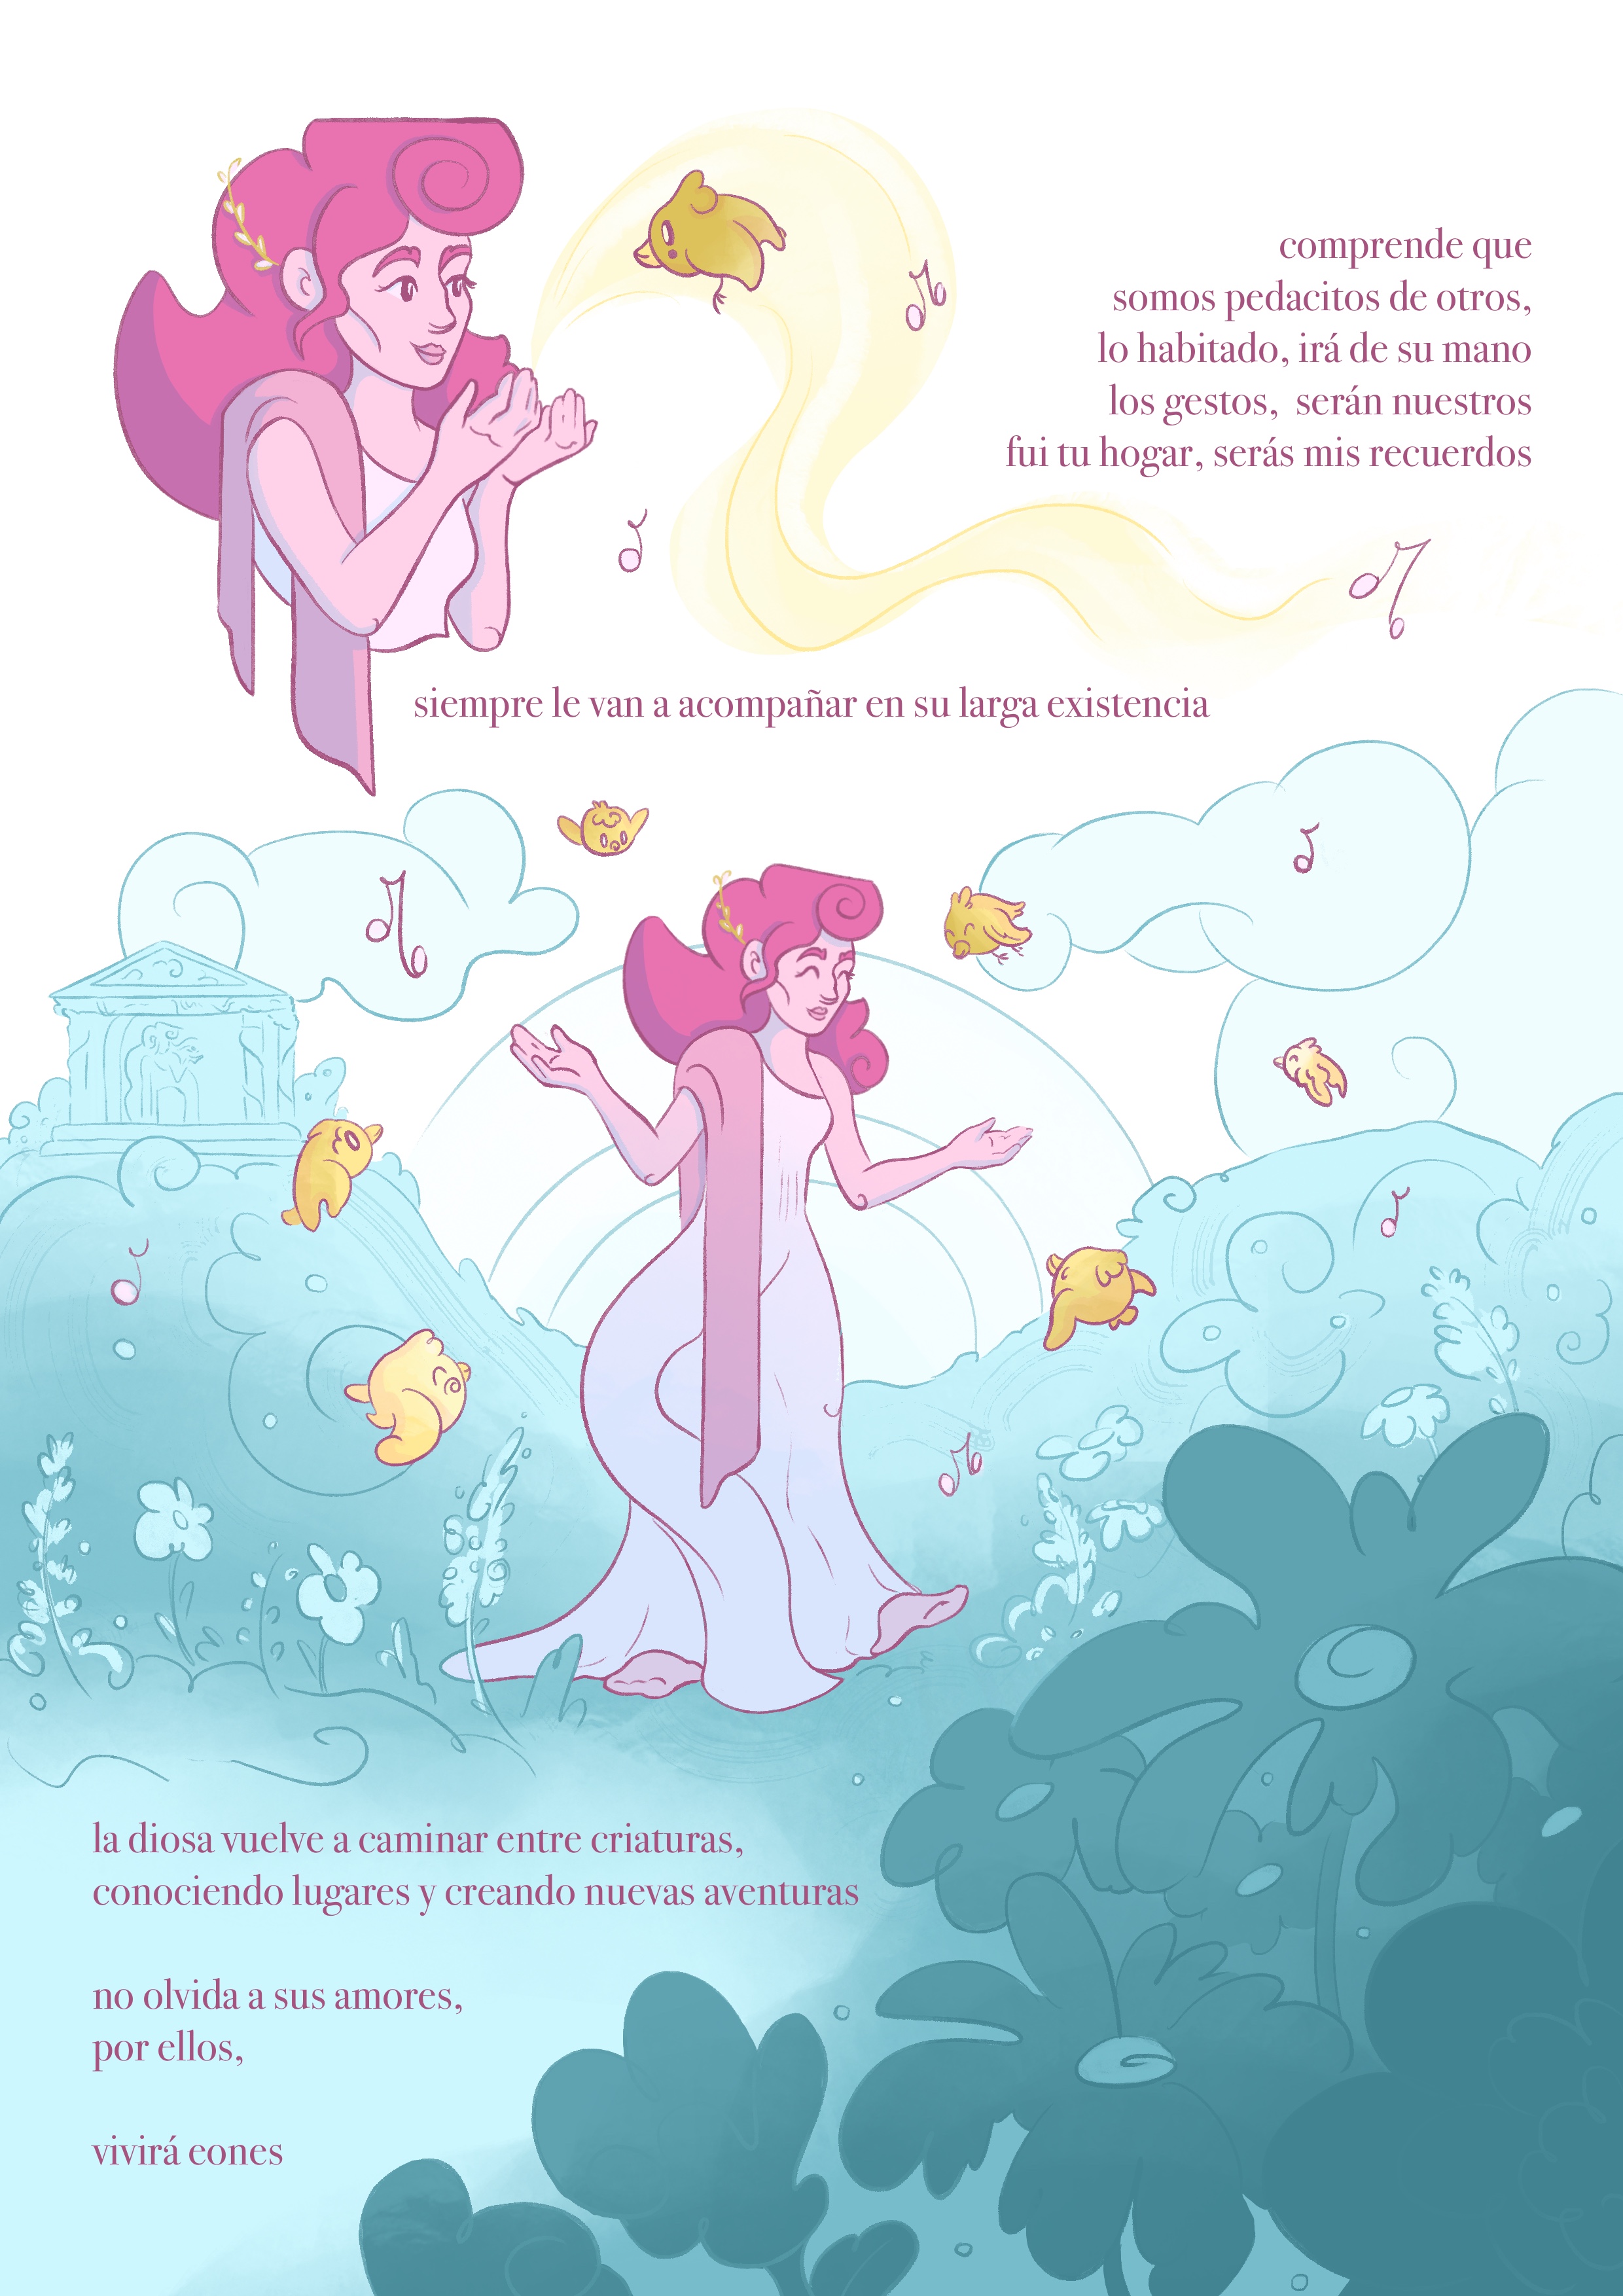 comprende que
somos pedacitos de otros,
lo habitado, irá de su mano
los gestos, serán nuestros
fui tu hogar, serás mis recuerdos
siempre le van a acompañar en su larga existencia
la diosa vuelve a caminar entre criaturas,
conociendo lugares y creando nuevas aventuras
no olvida a sus amores,
por ellos,
vivirá eones